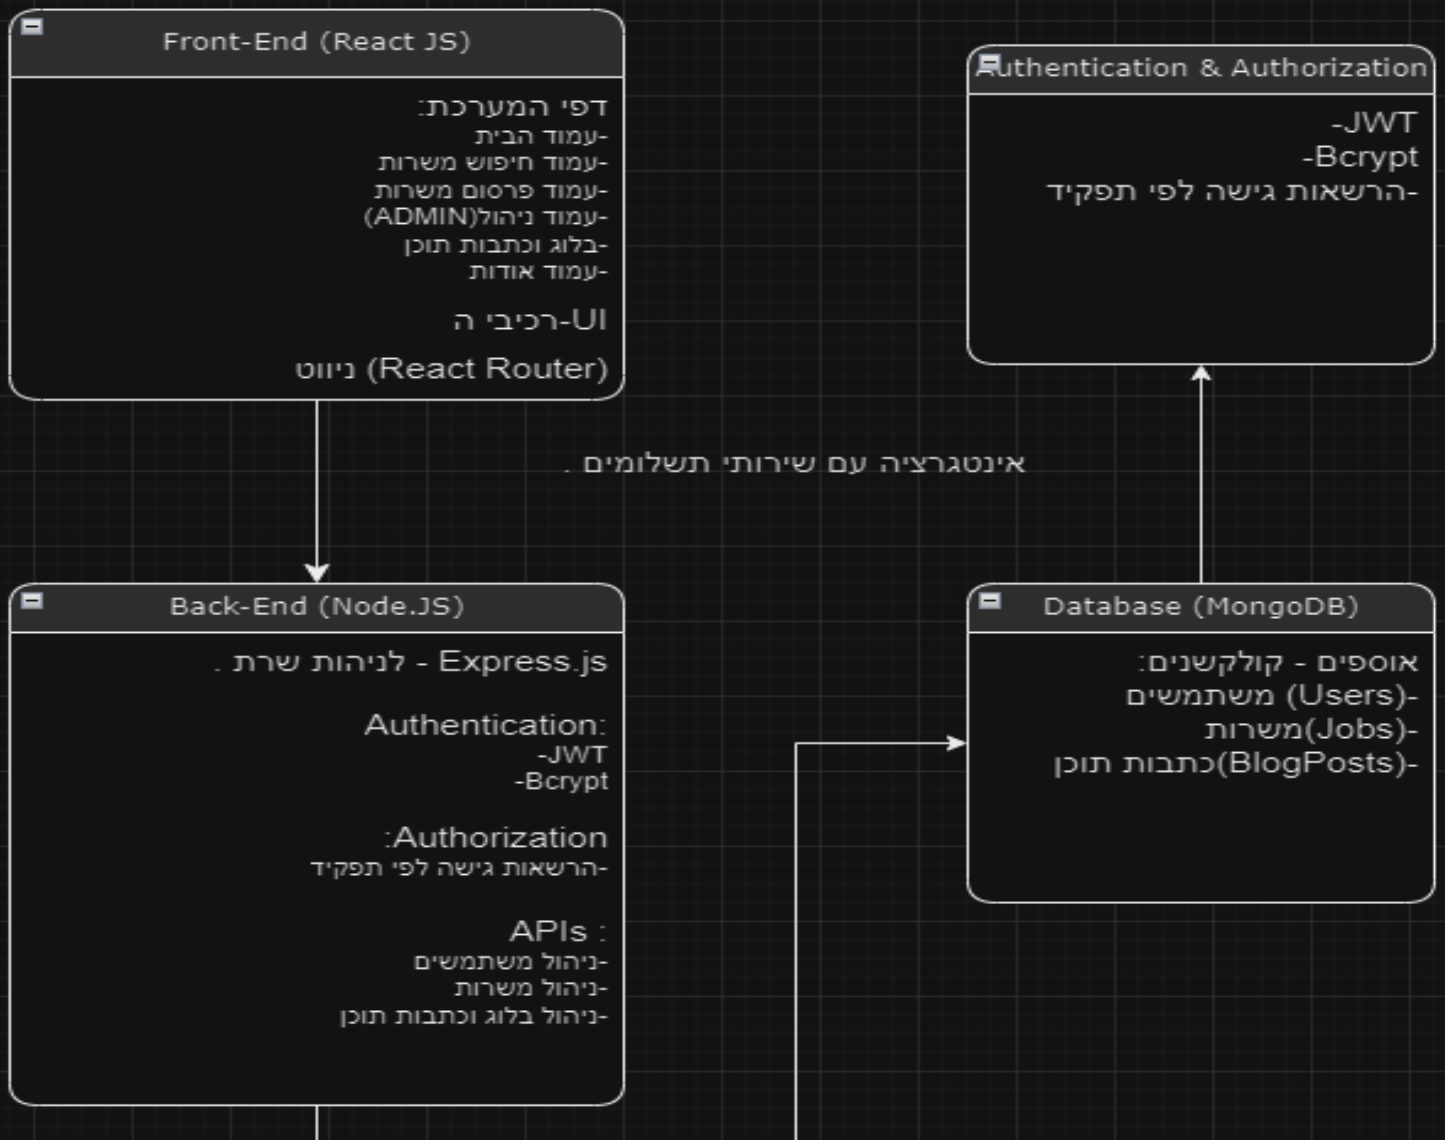 Front-End (React JS)
דפי המערכת:
-עמוד הבית
-עמוד חיפוש משרות
-עמוד פרסום משרות
-עמוד ניהול(ADMIN)
-בלוג וכתבות תוכן
-עמוד אודות
UI-רכיבי ה
ניווט (React Router)
Authentication & Authorization
-JWT
-Bcrypt
-הרשאות גישה לפי תפקיד
אינטגרציה עם שירותי תשלומים .
Back-End (Node.JS)
Express.js - לניהות שרת .
Authentication:
-JWT
-Bcrypt
Authorization:
-הרשאות גישה לפי תפקיד
APIs :
-ניהול משתמשים
-ניהול משרות
-ניהול בלוג וכתבות תוכן
Database (MongoDB)
אוספים - קולקשנים:
-(Users) משתמשים
-(Jobs)משרות
-(BlogPosts)כתבות תוכן